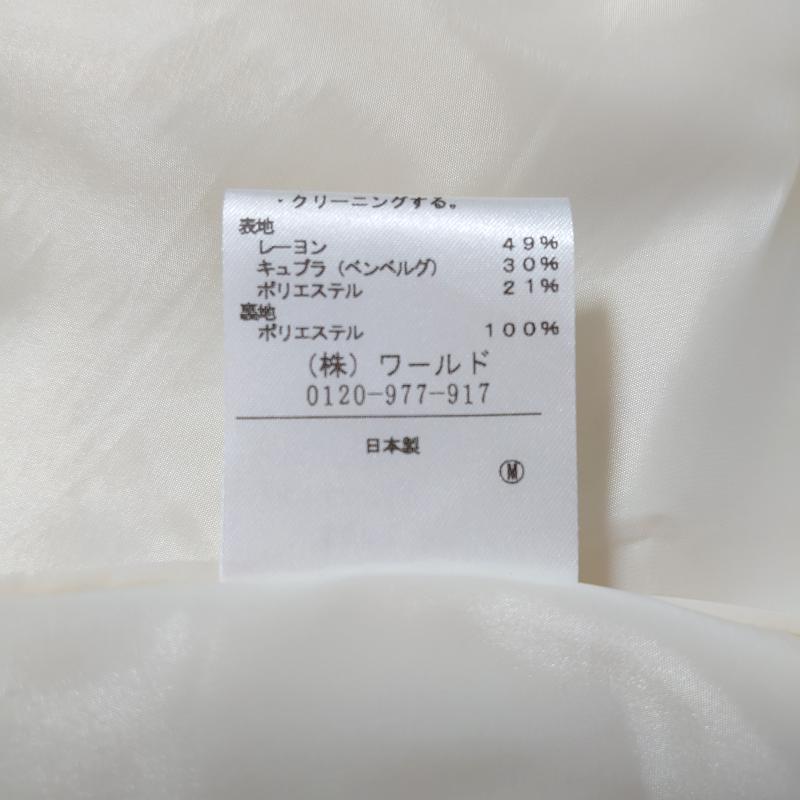 ・クリーニングする。
表地
レーヨン 49%
キュプラ（ベンベルグ） 30%
ポリエステル 21%
裏地
ポリエステル 100%
（株）ワールド
0120-977-917
日本製
Ⓜ